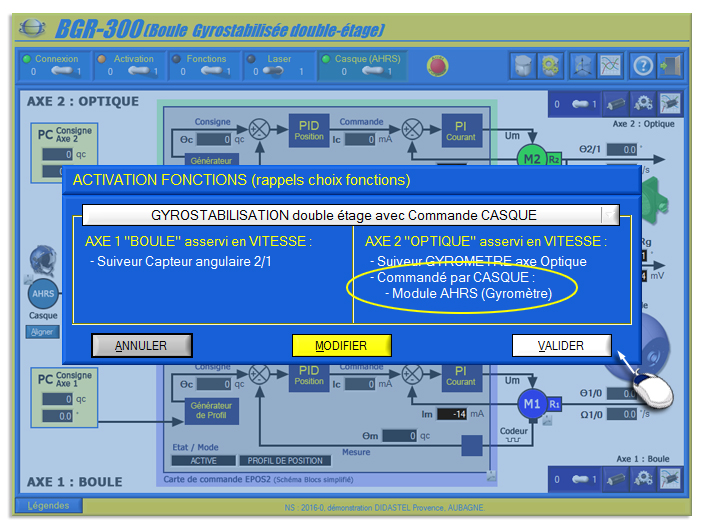 BGR-300 (Boule Gyrostabilisée double-étage)
Connexion Activation Fonctions Laser Casque (AHRS)
0 1 0 1 0 1 0 1 0 1
AXE 2 : OPTIQUE
0 1
Axe 2 : Optique
PC Consigne Axe 2
0 qc
0.0
Consigne
Θc 0 qc
PID Position
Commande
Ic 0 mA
PI Courant
Um
M2 R2
Θ2/1 0.0 °
°/s
Générateur
ACTIVATION FONCTIONS (rappels choix fonctions)
GYROSTABILISATION double étage avec Commande CASQUE
AXE 1 "BOULE" asservi en VITESSE :
- Suiveur Capteur angulaire 2/1
AXE 2 "OPTIQUE" asservi en VITESSE :
- Suiveur GYROMETRE axe Optique
- Commandé par CASQUE :
- Module AHRS (Gyromètre)
ANNULER
MODIFIER
VALIDER
AHRS
Casque
Aligner
Rg
mV
PC Consigne Axe 1
0 qc
0.0 °
Consigne
Θc 0 qc
Générateur de Profil
PID Position
Commande
Ic 0 mA
PI Courant
Um
M1 R1
Θ1/0 0.0
Ω1/0 0.0 °/s
Im -14 mA
Θm 0 qc
Mesure
Codeur
Etat / Mode
ACTIVE PROFIL DE POSITION
Carte de commande EPOS2 (Schéma Blocs simplifié)
AXE 1 : BOULE
Axe 1 : Boule
0 1
Légendes
NS : 2016-0, démonstration DIDASTEL Provence, AUBAGNE.